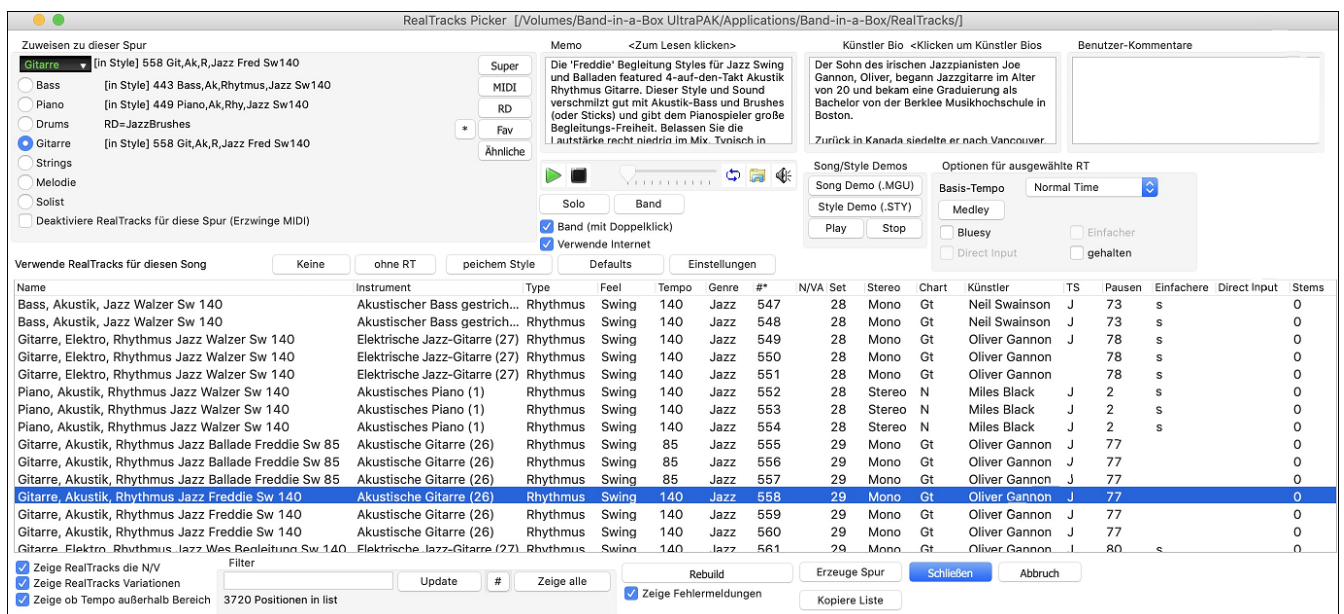 RealTracks Picker [/Volumes/Band-in-a-Box UltraPAK/Applications/Band-in-a-Box/RealTracks/]
Zuweisen zu dieser Spur
Gitarre [in Style] 558 Git,Ak,R,Jazz Fred Sw140
Bass [in Style] 443 Bass,Ak,Rhytmus,Jazz Sw140
Piano [in Style] 449 Piano,Ak,Rhy,Jazz Sw140
Drums RD=JazzBrushes
Gitarre [in Style] 558 Git,Ak,R,Jazz Fred Sw140
Strings
Melodie
Solist
Deaktiviere RealTracks für diese Spur (Erzwinge MIDI)
Super
MIDI
RD
* Fav
Ähnliche
Memo <Zum Lesen klicken>
Die 'Freddie' Begleitung Styles für Jazz Swing
und Balladen featured 4-auf-den-Takt Akustik
Rhythmus Gitarre. Dieser Style und Sound
verschmilzt gut mit Akustik-Bass und Brushes
(oder Sticks) und gibt dem Pianospieler große
Begleitungs-Freiheit. Belassen Sie die
Lautstärke recht niedrig im Mix. Typisch in
Solo Band
Band (mit Doppelklick)
Verwende Internet
Künstler Bio <Klicken um Künstler Bios
Der Sohn des irischen Jazzpianisten Joe
Gannon, Oliver, begann Jazzgitarre im Alter
von 20 und bekam eine Graduierung als
Bachelor von der Berklee Musikhochschule in
Boston.
Zurück in Kanada siedelte er nach Vancouver,
Benutzer-Kommentare
Song/Style Demos
Song Demo (.MGU)
Style Demo (.STY)
Play Stop
Optionen für ausgewählte RT
Basis-Tempo Normal Time
Medley
Bluesy Einfacher
Direct Input gehalten
Verwende RealTracks für diesen Song Keine ohne RT peichem Style Defaults Einstellungen
Name Instrument Type Feel Tempo Genre #* N/VA Set Stereo Chart Künstler TS Pausen Einfachere Direct Input Stems
Bass, Akustik, Jazz Walzer Sw 140 Akustischer Bass gestrich... Rhythmus Swing 140 Jazz 547 28 Mono Gt Neil Swainson J 73 s 0
Bass, Akustik, Jazz Walzer Sw 140 Akustischer Bass gestrich... Rhythmus Swing 140 Jazz 548 28 Mono Gt Neil Swainson J 73 s 0
Gitarre, Elektro, Rhythmus Jazz Walzer Sw 140 Elektrische Jazz-Gitarre (27) Rhythmus Swing 140 Jazz 549 28 Mono Gt Oliver Gannon J 78 s 0
Gitarre, Elektro, Rhythmus Jazz Walzer Sw 140 Elektrische Jazz-Gitarre (27) Rhythmus Swing 140 Jazz 550 28 Mono Gt Oliver Gannon 78 s 0
Gitarre, Elektro, Rhythmus Jazz Walzer Sw 140 Elektrische Jazz-Gitarre (27) Rhythmus Swing 140 Jazz 551 28 Mono Gt Oliver Gannon 78 s 0
Piano, Akustik, Rhythmus Jazz Walzer Sw 140 Akustisches Piano (1) Rhythmus Swing 140 Jazz 552 28 Stereo N Miles Black J 2 s 0
Piano, Akustik, Rhythmus Jazz Walzer Sw 140 Akustisches Piano (1) Rhythmus Swing 140 Jazz 553 28 Stereo N Miles Black J 2 s 0
Piano, Akustik, Rhythmus Jazz Walzer Sw 140 Akustisches Piano (1) Rhythmus Swing 140 Jazz 554 28 Stereo N Miles Black J 2 s 0
Gitarre, Akustik, Rhythmus Jazz Ballade Freddie Sw 85 Akustische Gitarre (26) Rhythmus Swing 85 Jazz 555 29 Mono Gt Oliver Gannon J 77 0
Gitarre, Akustik, Rhythmus Jazz Ballade Freddie Sw 85 Akustische Gitarre (26) Rhythmus Swing 85 Jazz 556 29 Mono Gt Oliver Gannon J 77 0
Gitarre, Akustik, Rhythmus Jazz Ballade Freddie Sw 85 Akustische Gitarre (26) Rhythmus Swing 85 Jazz 557 29 Mono Gt Oliver Gannon J 77 0
Gitarre, Akustik, Rhythmus Jazz Freddie Sw 140 Akustische Gitarre (26) Rhythmus Swing 140 Jazz 558 29 Mono Gt Oliver Gannon J 77 0
Gitarre, Akustik, Rhythmus Jazz Freddie Sw 140 Akustische Gitarre (26) Rhythmus Swing 140 Jazz 559 29 Mono Gt Oliver Gannon J 77 0
Gitarre, Akustik, Rhythmus Jazz Freddie Sw 140 Akustische Gitarre (26) Rhythmus Swing 140 Jazz 560 29 Mono Gt Oliver Gannon J 77 0
Gitarre, Elektro, Rhythmus Jazz Wes Begleitung Sw 140 Elektrische Jazz-Gitarre (27) Rhythmus Swing 140 Jazz 561 29 Mono Gt Oliver Gannon J 80 s 0
Zeige RealTracks die N/V
Zeige RealTracks Variationen
Zeige ob Tempo außerhalb Bereich
Filter
Update # Zeige alle
3720 Positionen in list
Rebuild
Zeige Fehlermeldungen
Erzeuge Spur Schließen Abbruch
Kopiere Liste